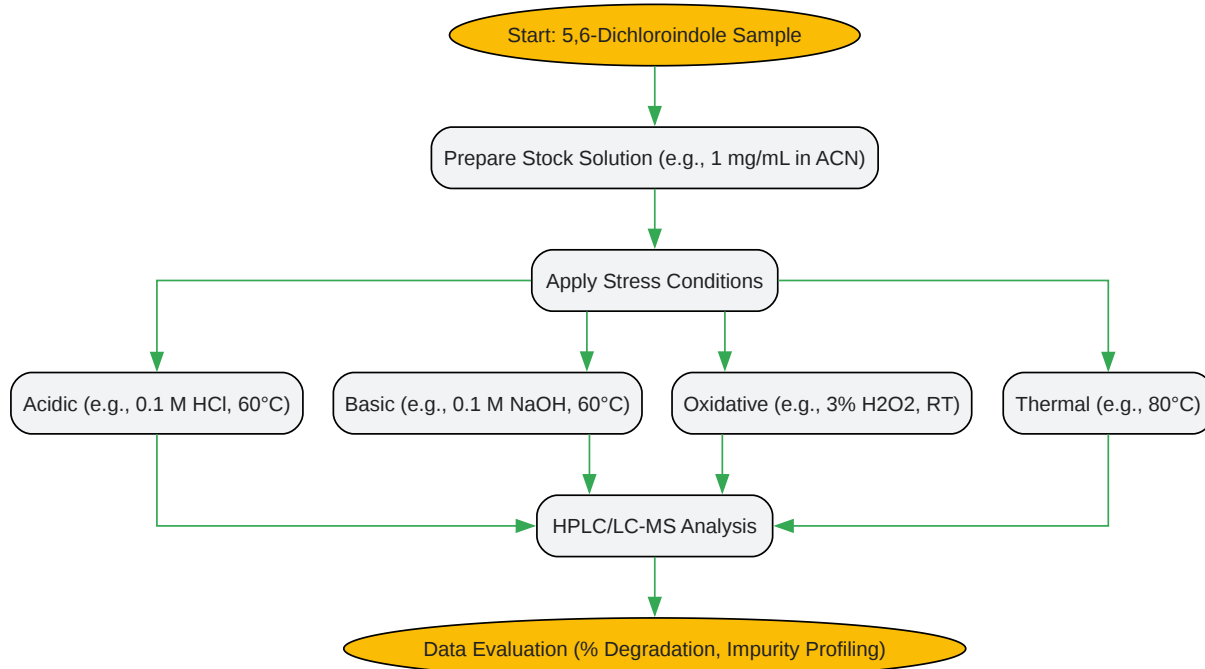 Start: 5,6-Dichloroindole Sample
Prepare Stock Solution (e.g., 1 mg/mL in ACN)
Apply Stress Conditions
Acidic (e.g., 0.1 M HCl, 60°C)
Basic (e.g., 0.1 M NaOH, 60°C)
Oxidative (e.g., 3% H2O2, RT)
Thermal (e.g., 80°C)
HPLC/LC-MS Analysis
Data Evaluation (% Degradation, Impurity Profiling)